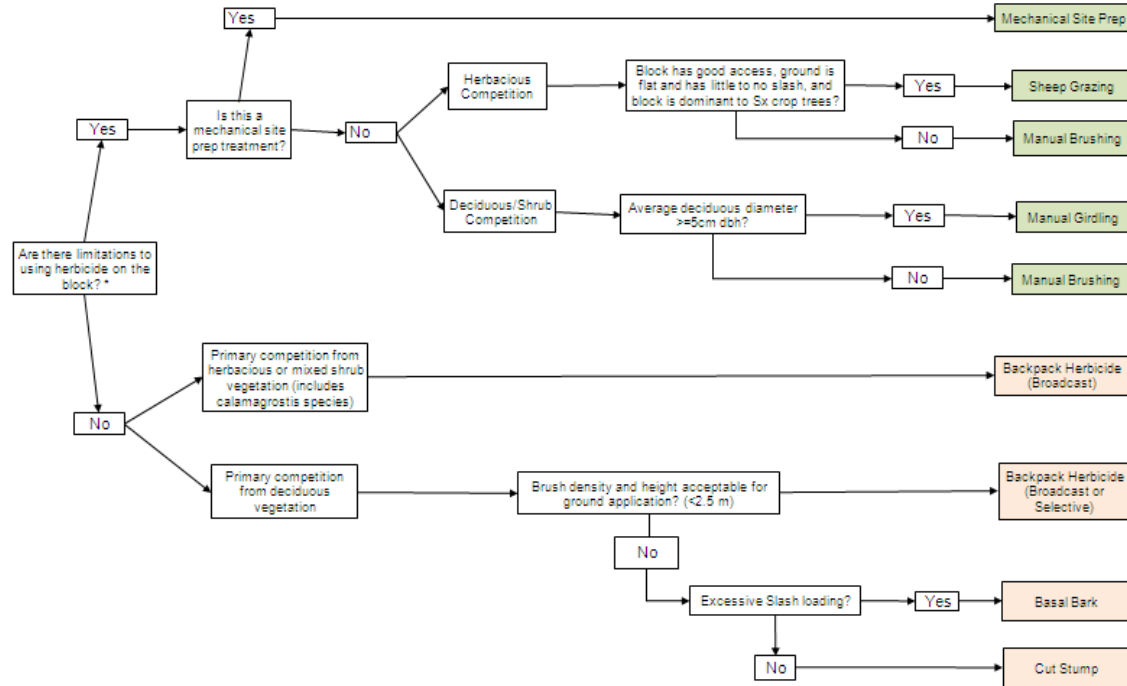 Yes
Mechanical Site Prep
Herbacious
Competition
Block has good access, ground is
flat and has little to no slash, and
block is dominant to Sx crop trees?
Yes
Sheep Grazing
Yes
Is this a
mechanical site
prep treatment?
No
No
Manual Brushing
Deciduous/Shrub
Competition
Average deciduous diameter
>=5cm dbh?
Yes
Manual Girdling
Are there limitations to
using herbicide on the
block? *
No
Manual Brushing
Primary competition from
herbacious or mixed shrub
vegetation (includes
calamagrostis species)
Backpack Herbicide
(Broadcast)
No
Primary competition
from deciduous
vegetation
Brush density and height acceptable for
ground application? (<2.5 m)
Backpack Herbicide
(Broadcast or
Selective)
No
Excessive Slash loading?
Yes
Basal Bark
No
Cut Stump